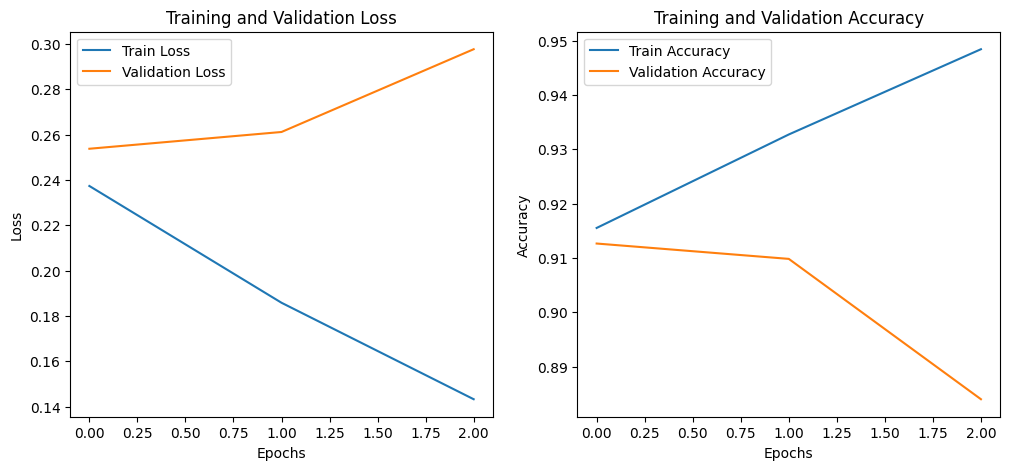 Training and Validation Loss
Train Loss
Validation Loss
0.30
0.28
0.26
0.24
0.22
0.20
0.18
0.16
0.14
Loss
0.00 0.25 0.50 0.75 1.00 1.25 1.50 1.75 2.00
Epochs
Training and Validation Accuracy
Train Accuracy
Validation Accuracy
0.95
0.94
0.93
0.92
0.91
0.90
0.89
Accuracy
0.00 0.25 0.50 0.75 1.00 1.25 1.50 1.75 2.00
Epochs